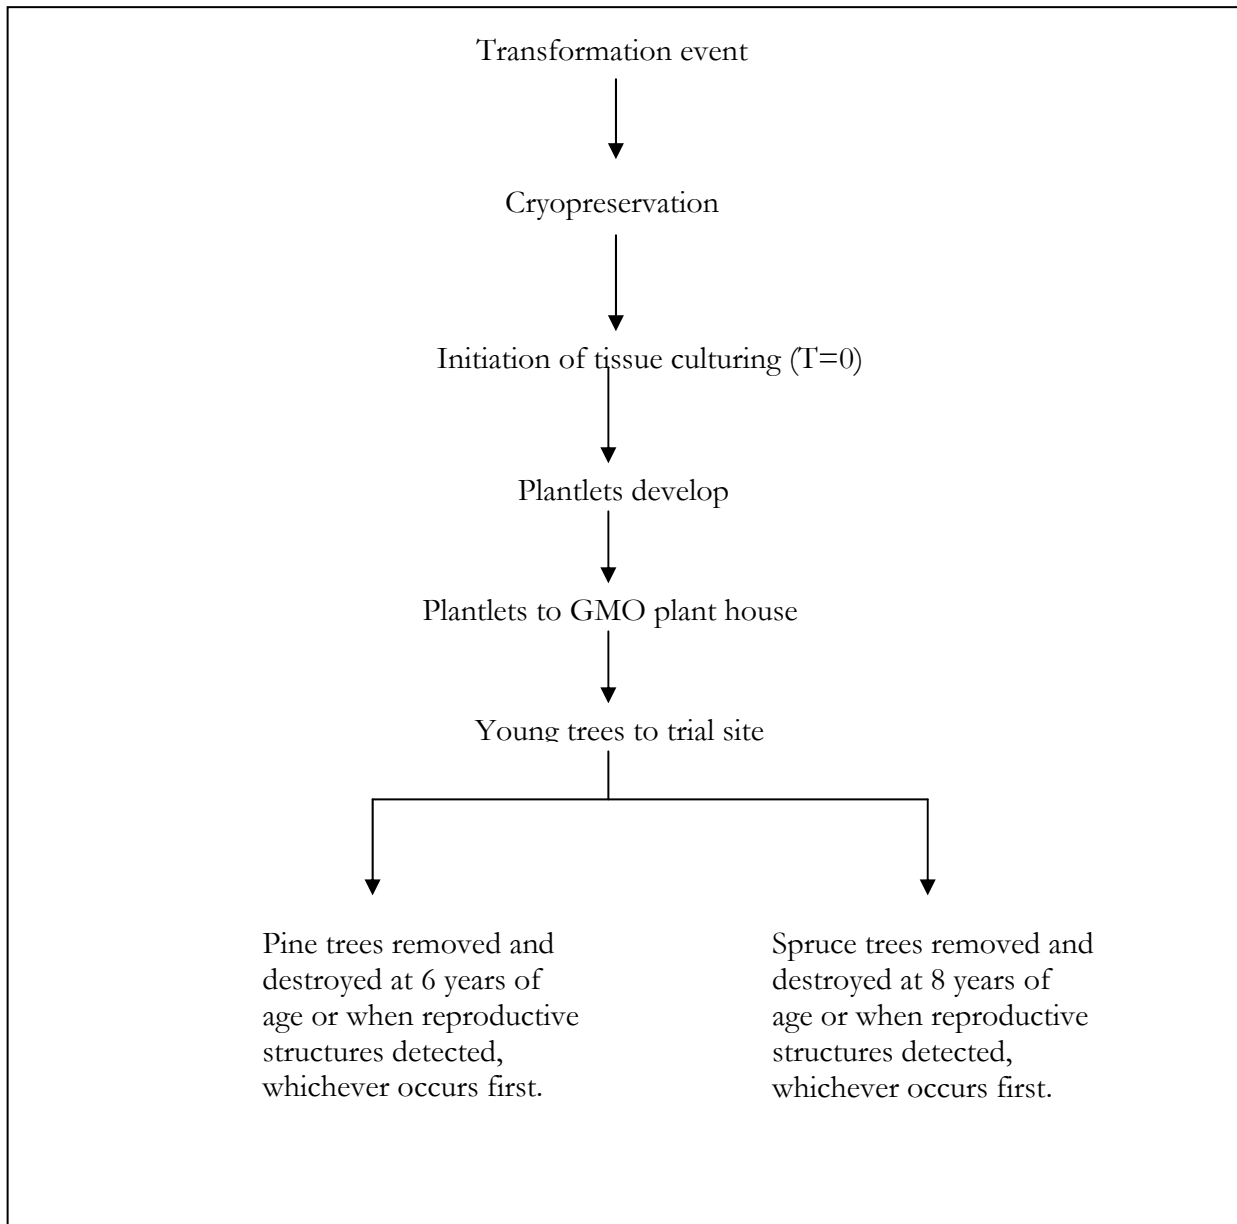 Transformation event
Cryopreservation
Initiation of tissue culturing (T=0)
Plantlets develop
Plantlets to GMO plant house
Young trees to trial site
Pine trees removed and
destroyed at 6 years of
age or when reproductive
structures detected,
whichever occurs first.
Spruce trees removed and
destroyed at 8 years of
age or when reproductive
structures detected,
whichever occurs first.